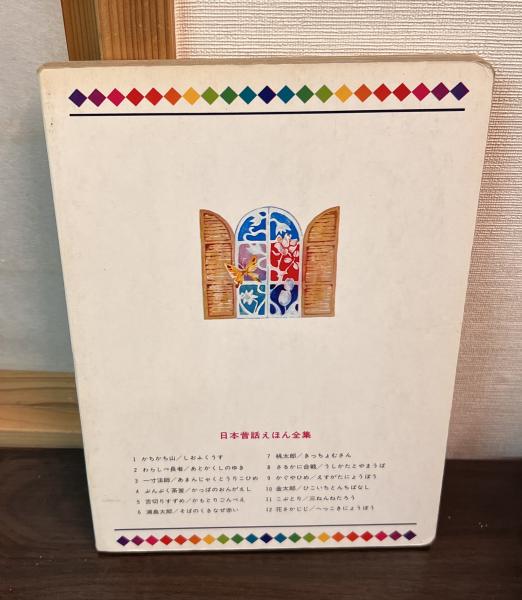 日本昔話えほん全集
1 かちかち山/しおふくうす
2 わらしべ長者/あとかくしのゆき
3 一寸法師/あまんじゃくとうりこひめ
4 ぶんぶく茶釜/かっぱのおんがえし
5 舌切りすずめ/かもとりごんべえ
6 浦島太郎/そばのくきなぜ赤い
7 桃太郎/きっちょむさん
8 さるかに合戦/うしかたとやまうば
9 かぐやひめ/えすがたにょうぼう
10 金太郎/ひこいちとんちばなし
11 こぶとり/三ねんねたろう
12 花さかじじ/へっこきにょうぼう